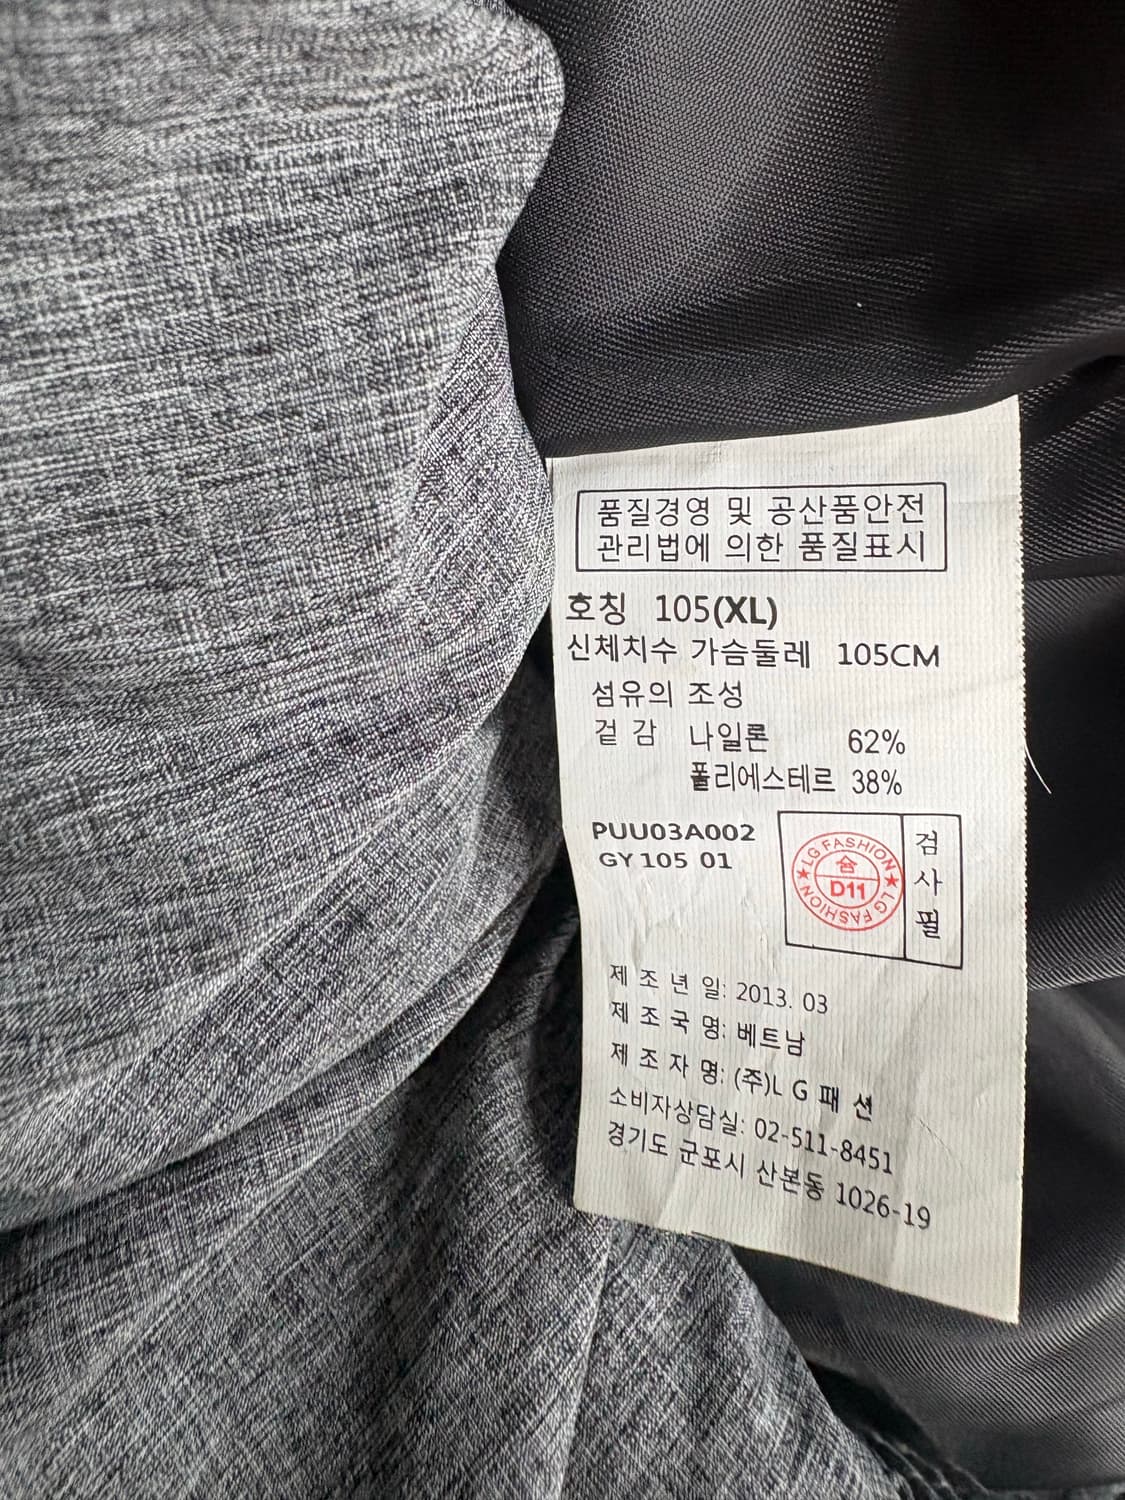 품질경영 및 공산품안전
관리법에 의한 품질표시
호칭 105(XL)
신체치수 가슴둘레 105CM
섬유의 조성
겉 감 나일론 62%
폴리에스테르 38%
PUU03A002
GY 105 01
★LG FASHION★LG FASHION
숍
D11
검
사
필
제 조 년 일: 2013. 03
제 조 국 명: 베트남
제 조 자 명: (주)L G 패 션
소비자상담실: 02-511-8451
경기도 군포시 산본동 1026-19